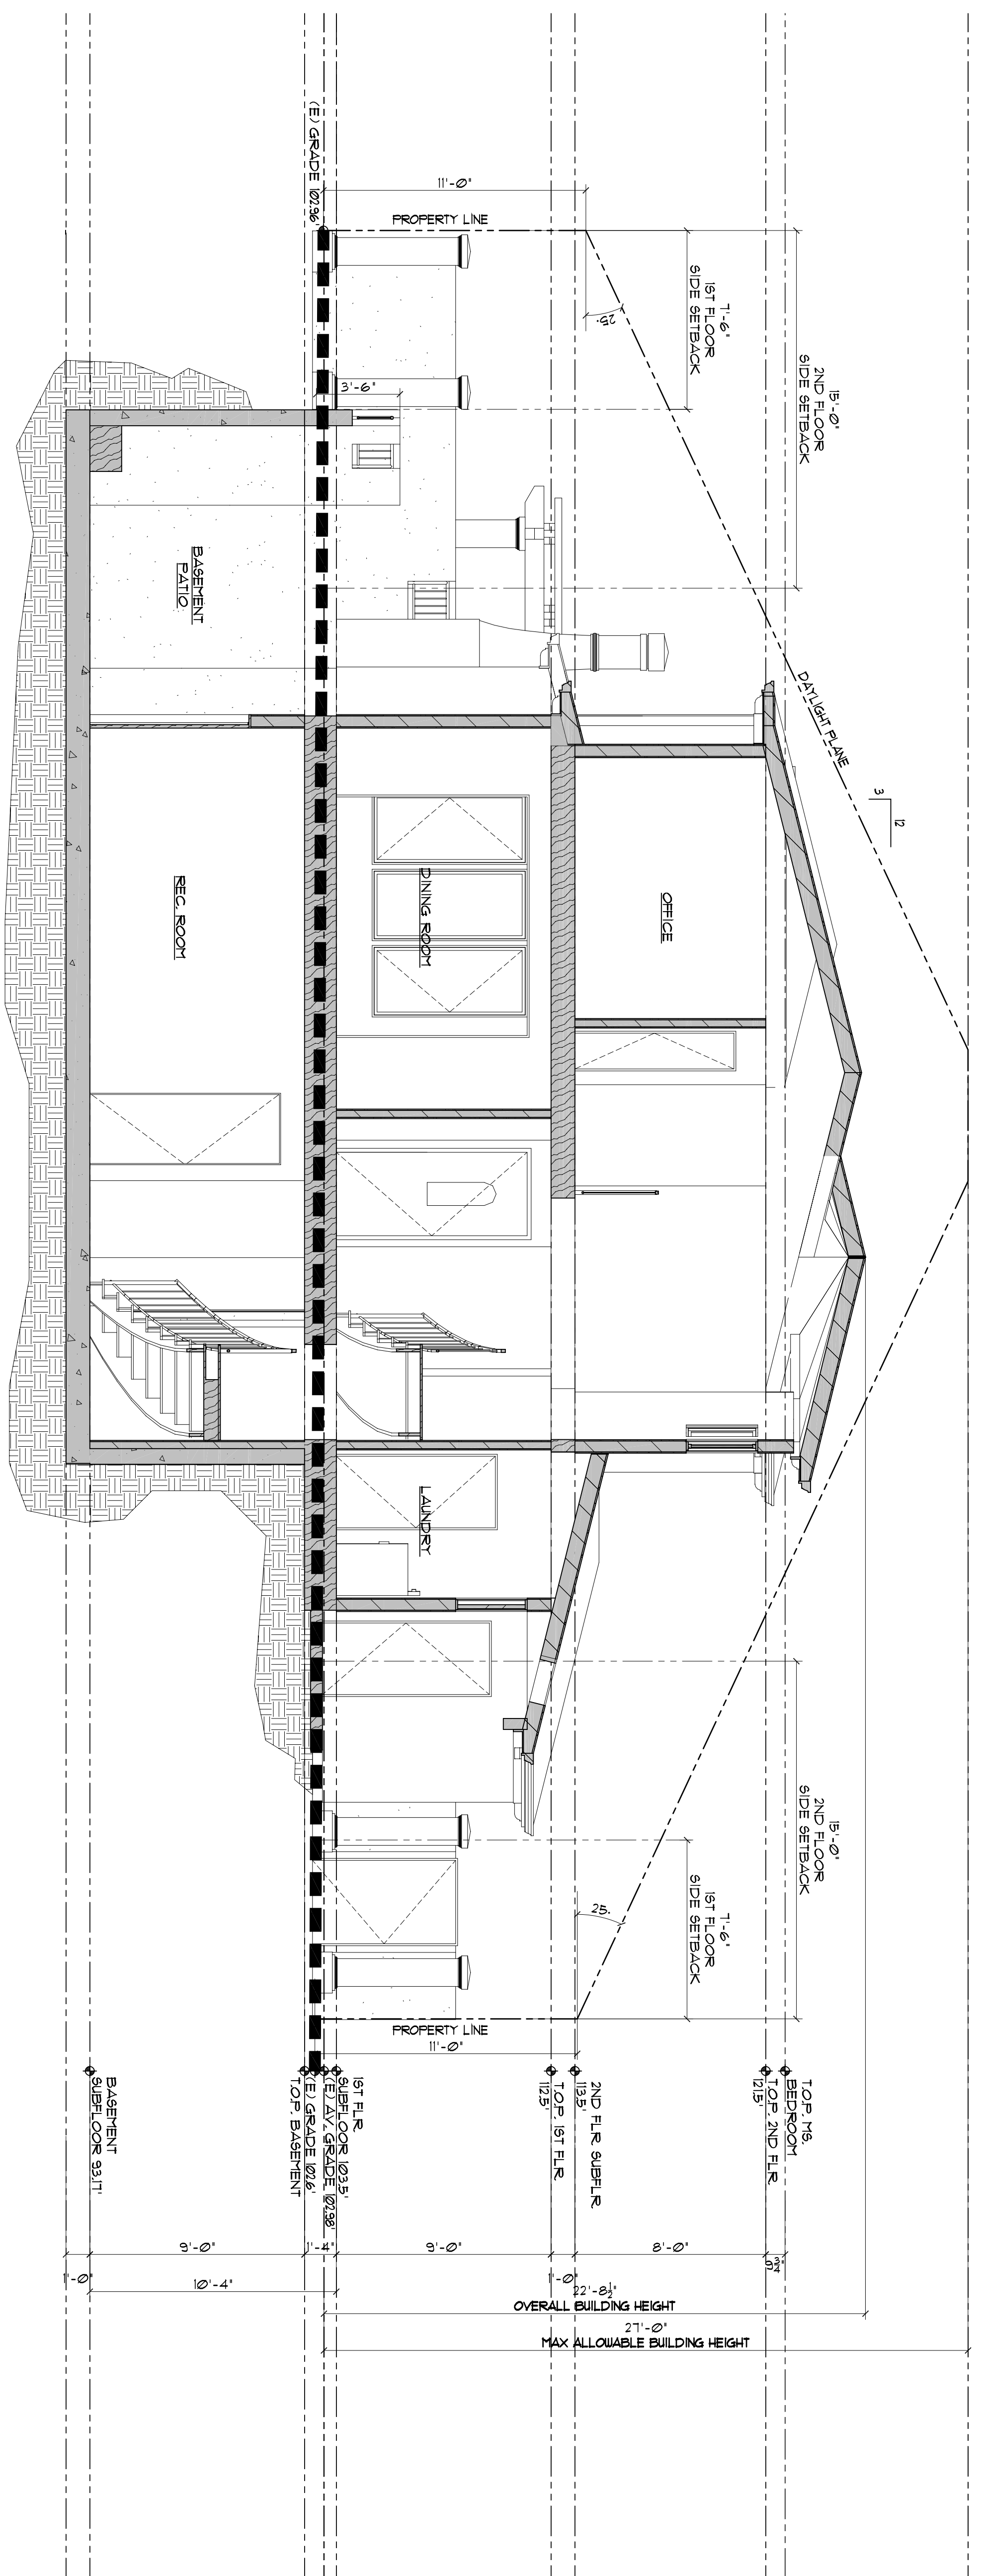 (E) GRADE 102.96'
11'-0"
PROPERTY LINE
7'-6"
1ST FLOOR
SIDE SETBACK
15'-0"
2ND FLOOR
SIDE SETBACK
25.
3'-6"
DAYLIGHT PLANE
12
3
BASEMENT
PATIO
OFFICE
DINING ROOM
REC. ROOM
LAUNDRY
15'-0"
2ND FLOOR
SIDE SETBACK
7'-6"
1ST FLOOR
SIDE SETBACK
25.
PROPERTY LINE
11'-0"
T.O.P. MS.
BEDROOM
T.O.P. 2ND FLR.
121.5'
2ND FLR SUBFLR
113.5'
T.O.P. 1ST FLR.
112.5'
1ST FLR
SUBFLOOR 103.5'
(E) AV. GRADE 102.98'
(E) GRADE 102.6'
T.O.P. BASEMENT
BASEMENT
SUBFLOOR 93.17'
1'-0"
9'-0"
1'-4"
9'-0"
1'-0"
8'-0"
9 3/4"
10'-4"
22'-8 1/2"
OVERALL BUILDING HEIGHT
27'-0"
MAX ALLOWABLE BUILDING HEIGHT